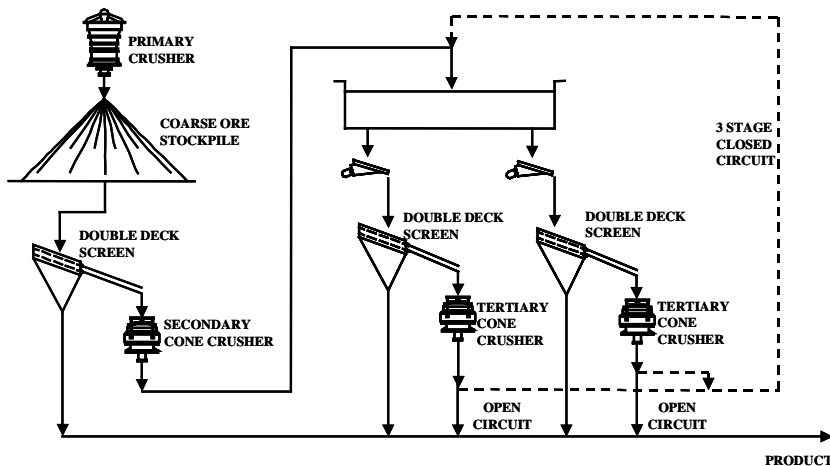 PRIMARY
CRUSHER
COARSE ORE
STOCKPILE
DOUBLE DECK
SCREEN
SECONDARY
CONE CRUSHER
DOUBLE DECK
SCREEN
TERTIARY
CONE
CRUSHER
OPEN
CIRCUIT
DOUBLE DECK
SCREEN
TERTIARY
CONE
CRUSHER
OPEN
CIRCUIT
3 STAGE
CLOSED
CIRCUIT
PRODUCT